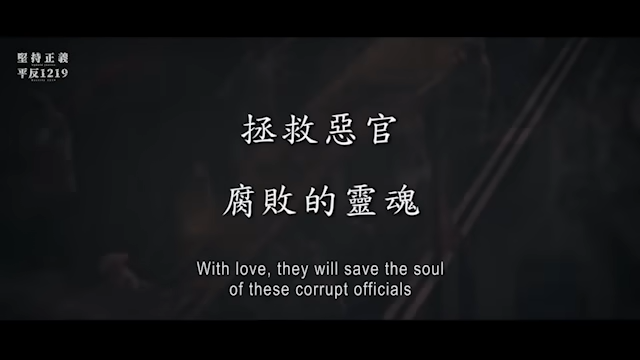 堅持正義
平反1219
拯救惡官
腐敗的靈魂
With love, they will save the soul
of these corrupt officials